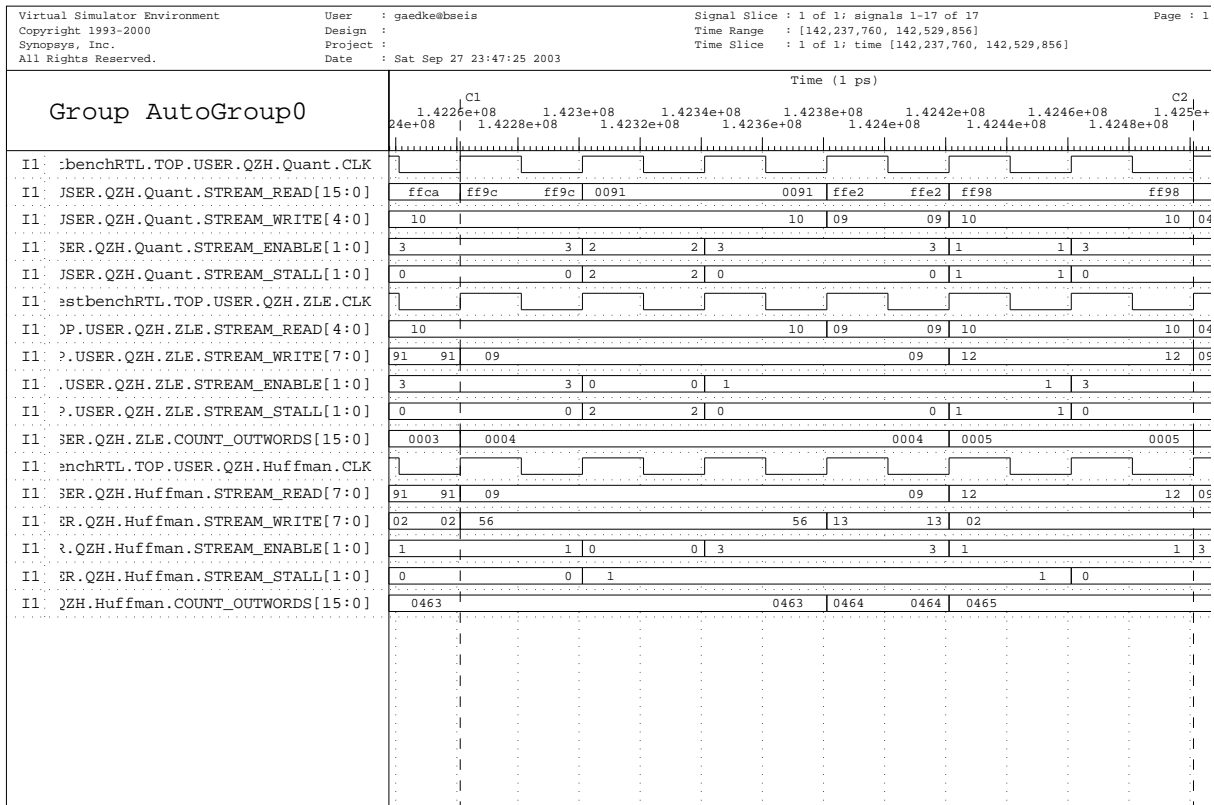 Virtual Simulator Environment User : gaedke@bseis Signal Slice : 1 of 1; signals 1-17 of 17 Page : 1
Copyright 1993-2000 Design : Time Range : [142,237,760, 142,529,856]
Synopsys, Inc. Project : Time Slice : 1 of 1; time [142,237,760, 142,529,856]
All Rights Reserved. Date : Sat Sep 27 23:47:25 2003
Time (1 ps)
Group AutoGroup0
C1 C2
1.4226e+08 1.423e+08 1.4234e+08 1.4238e+08 1.4242e+08 1.4246e+08 1.425e+
24e+08 1.4228e+08 1.4232e+08 1.4236e+08 1.424e+08 1.4244e+08 1.4248e+08
I1 :benchRTL.TOP.USER.QZH.Quant.CLK
I1 JSER.QZH.Quant.STREAM_READ[15:0] ffca ff9c ff9c 0091 0091 ffe2 ffe2 ff98 ff98
I1 JSER.QZH.Quant.STREAM_WRITE[4:0] 10 10 09 09 10 10 04
I1 SER.QZH.Quant.STREAM_ENABLE[1:0] 3 3 2 2 3 3 1 1 3
I1 JSER.QZH.Quant.STREAM_STALL[1:0] 0 0 2 2 0 0 1 1 0
I1 estbenchRTL.TOP.USER.QZH.ZLE.CLK
I1 OP.USER.QZH.ZLE.STREAM_READ[4:0] 10 10 09 09 10 10 04
I1 P.USER.QZH.ZLE.STREAM_WRITE[7:0] 91 91 09 09 12 12 09
I1 .USER.QZH.ZLE.STREAM_ENABLE[1:0] 3 3 0 0 1 1 3
I1 P.USER.QZH.ZLE.STREAM_STALL[1:0] 0 0 2 2 0 0 1 1 0
I1 SER.QZH.ZLE.COUNT_OUTWORDS[15:0] 0003 0004 0004 0005 0005
I1 enchRTL.TOP.USER.QZH.Huffman.CLK
I1 SER.QZH.Huffman.STREAM_READ[7:0] 91 91 09 09 12 12 09
I1 ER.QZH.Huffman.STREAM_WRITE[7:0] 02 02 56 56 13 13 02
I1 R.QZH.Huffman.STREAM_ENABLE[1:0] 1 1 0 0 3 3 1 1 3
I1 ER.QZH.Huffman.STREAM_STALL[1:0] 0 0 1 1 0
I1 QZH.Huffman.COUNT_OUTWORDS[15:0] 0463 0463 0464 0464 0465